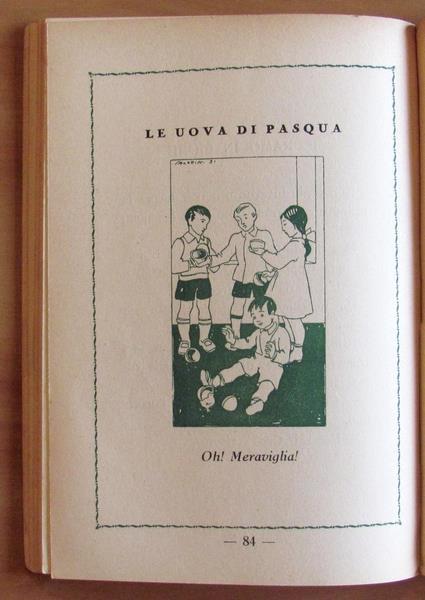 LE UOVA DI PASQUA
Oh! Meraviglia!
— 84 —